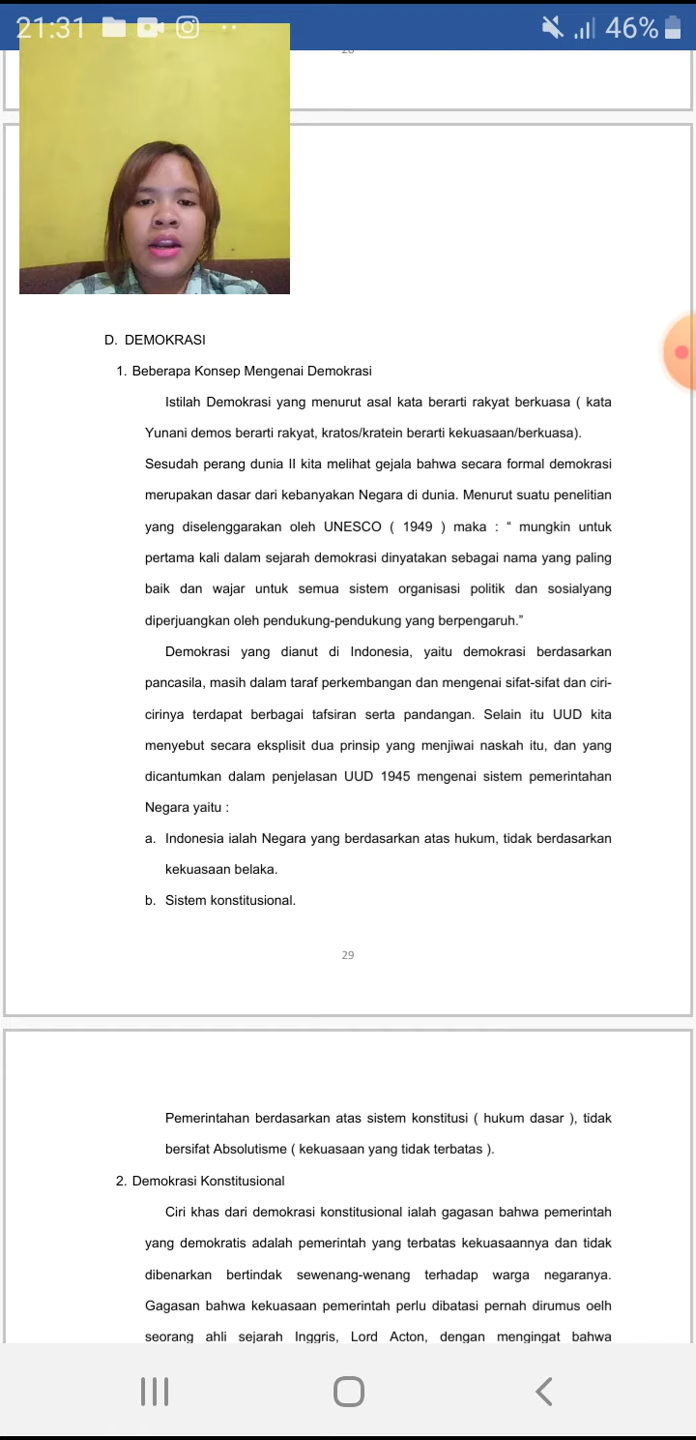 21:31
46%
D. DEMOKRASI
1. Beberapa Konsep Mengenai Demokrasi
Istilah Demokrasi yang menurut asal kata berarti rakyat berkuasa ( kata
Yunani demos berarti rakyat, kratos/kratein berarti kekuasaan/berkuasa).
Sesudah perang dunia II kita melihat gejala bahwa secara formal demokrasi
merupakan dasar dari kebanyakan Negara di dunia. Menurut suatu penelitian
yang diselenggarakan oleh UNESCO ( 1949 ) maka : “ mungkin untuk
pertama kali dalam sejarah demokrasi dinyatakan sebagai nama yang paling
baik dan wajar untuk semua sistem organisasi politik dan sosialyang
diperjuangkan oleh pendukung-pendukung yang berpengaruh.”
Demokrasi yang dianut di Indonesia, yaitu demokrasi berdasarkan
pancasila, masih dalam taraf perkembangan dan mengenai sifat-sifat dan ciri-
cirinya terdapat berbagai tafsiran serta pandangan. Selain itu UUD kita
menyebut secara eksplisit dua prinsip yang menjiwai naskah itu, dan yang
dicantumkan dalam penjelasan UUD 1945 mengenai sistem pemerintahan
Negara yaitu :
a. Indonesia ialah Negara yang berdasarkan atas hukum, tidak berdasarkan
kekuasaan belaka.
b. Sistem konstitusional.
29
Pemerintahan berdasarkan atas sistem konstitusi ( hukum dasar ), tidak
bersifat Absolutisme ( kekuasaan yang tidak terbatas ).
2. Demokrasi Konstitusional
Ciri khas dari demokrasi konstitusional ialah gagasan bahwa pemerintah
yang demokratis adalah pemerintah yang terbatas kekuasaannya dan tidak
dibenarkan bertindak sewenang-wenang terhadap warga negaranya.
Gagasan bahwa kekuasaan pemerintah perlu dibatasi pernah dirumus oelh
seorang ahli sejarah Inggris, Lord Acton, dengan mengingat bahwa